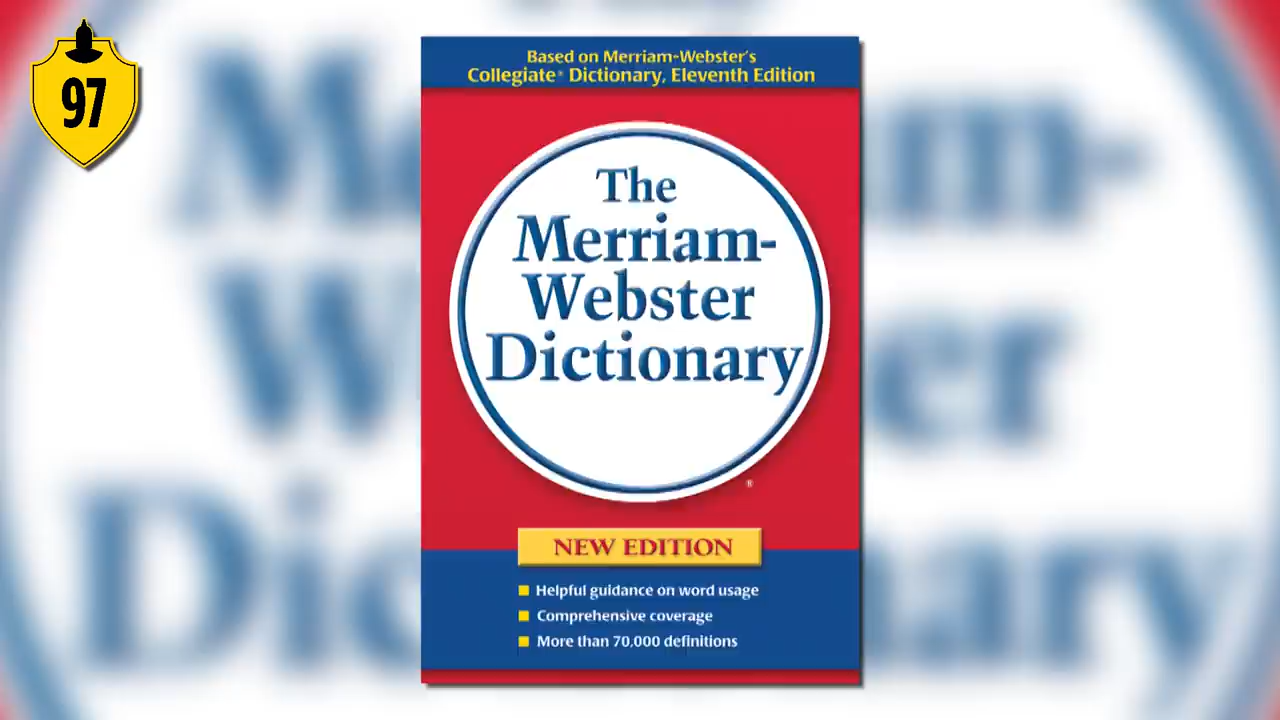 97
Based on Merriam-Webster's
Collegiate® Dictionary, Eleventh Edition
The
Merriam-
Webster
Dictionary
®
NEW EDITION
Helpful guidance on word usage
Comprehensive coverage
More than 70,000 definitions